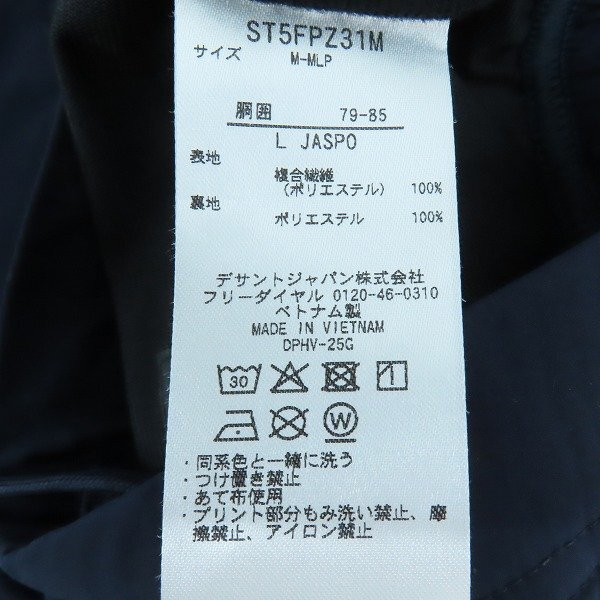 ST5FPZ31M
サイズ M-MLP
胴囲 79-85
L JASPO
表地
複合繊維
(ポリエステル) 100%
裏地
ポリエステル 100%
デサントジャパン株式会社
フリーダイヤル 0120-46-0310
ベトナム製
MADE IN VIETNAM
DPHV-25G
30
W
・同系色と一緒に洗う
・つけ置き禁止
・あて布使用
・プリント部分もみ洗い禁止、摩
擦禁止、アイロン禁止